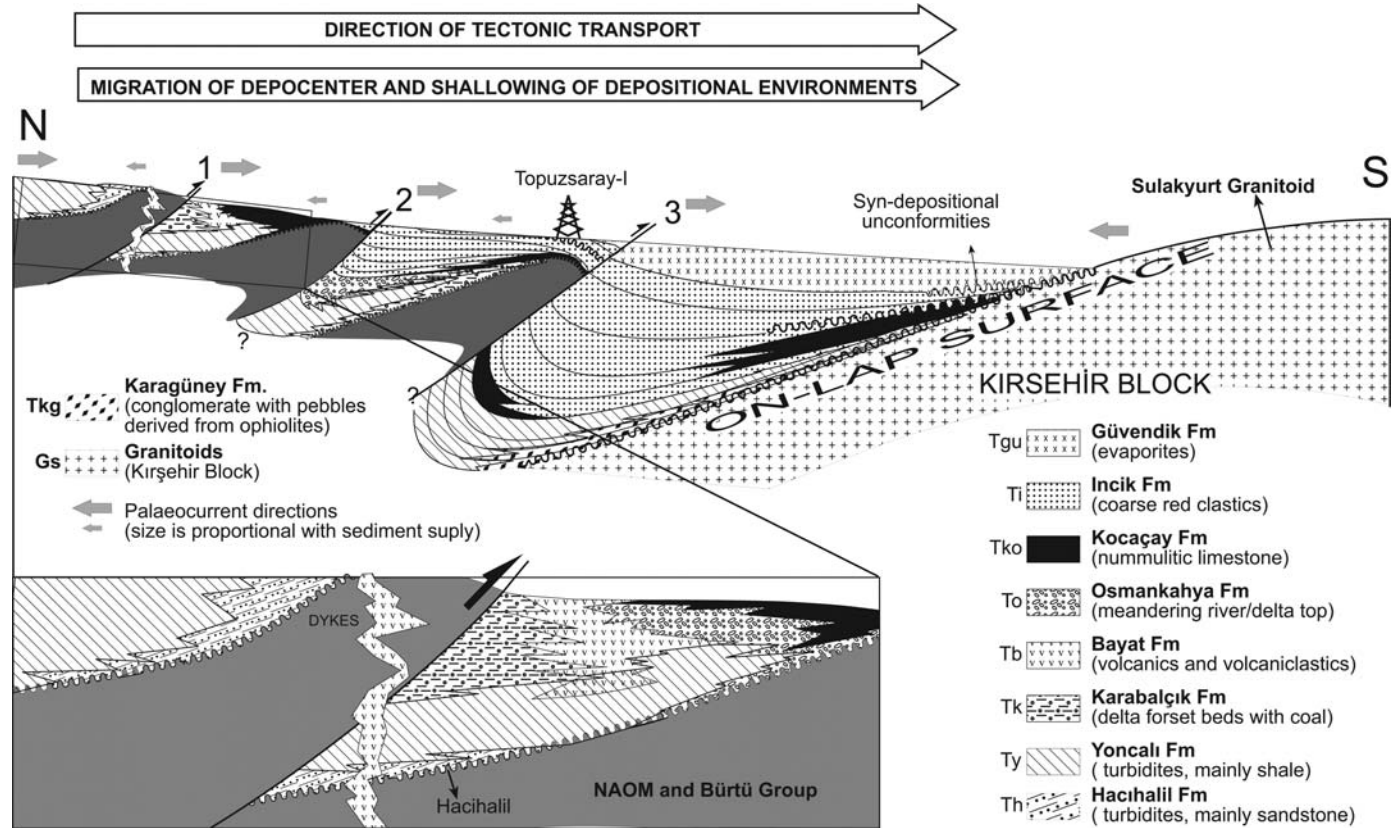 DIRECTION OF TECTONIC TRANSPORT
MIGRATION OF DEPOCENTER AND SHALLOWING OF DEPOSITIONAL ENVIRONMENTS
N
S
1
2
3
Topuzsaray-I
Syn-depositional
unconformities
Sulakyurt Granitoid
?
?
ON-LAP SURFACE
KIRŞEHİR BLOCK
Tkg
Karagüney Fm.
(conglomerate with pebbles
derived from ophiolites)
Gs
Granitoids
(Kırşehir Block)
Palaeocurrent directions
(size is proportional with sediment suply)
Tgu
Güvendik Fm
(evaporites)
Ti
Incik Fm
(coarse red clastics)
Tko
Kocaçay Fm
(nummulitic limestone)
To
Osmankahya Fm
(meandering river/delta top)
Tb
Bayat Fm
(volcanics and volcaniclastics)
Tk
Karabalçık Fm
(delta forset beds with coal)
Ty
Yoncalı Fm
( turbidites, mainly shale)
Th
Hacıhalil Fm
( turbidites, mainly sandstone)
DYKES
Hacihalil
NAOM and Bürtü Group